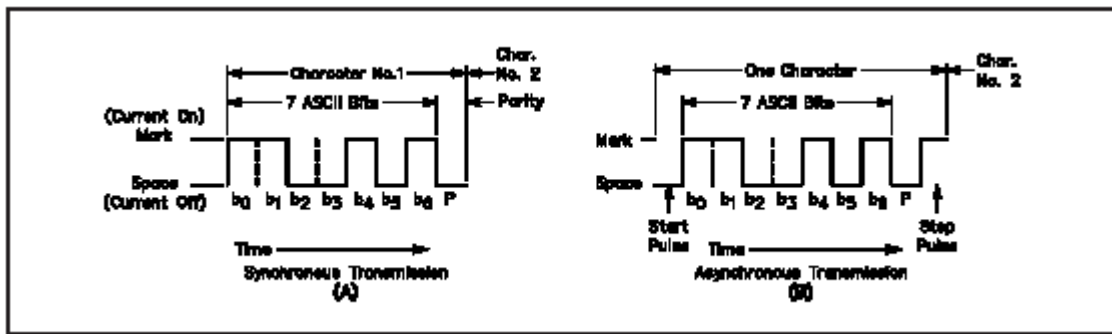 Character No.1
Char.
No. 2
7 ASCII Bits
Parity
(Current On)
Mark
Space
(Current Off)
b0 b1 b2 b3 b4 b5 b6 P
Time
Synchronous Transmission
(A)
One Character
Char.
No. 2
7 ASCII Bits
Mark
Space
b0 b1 b2 b3 b4 b5 b6 P
Start
Pulse
Stop
Pulse
Time
Asynchronous Transmission
(B)